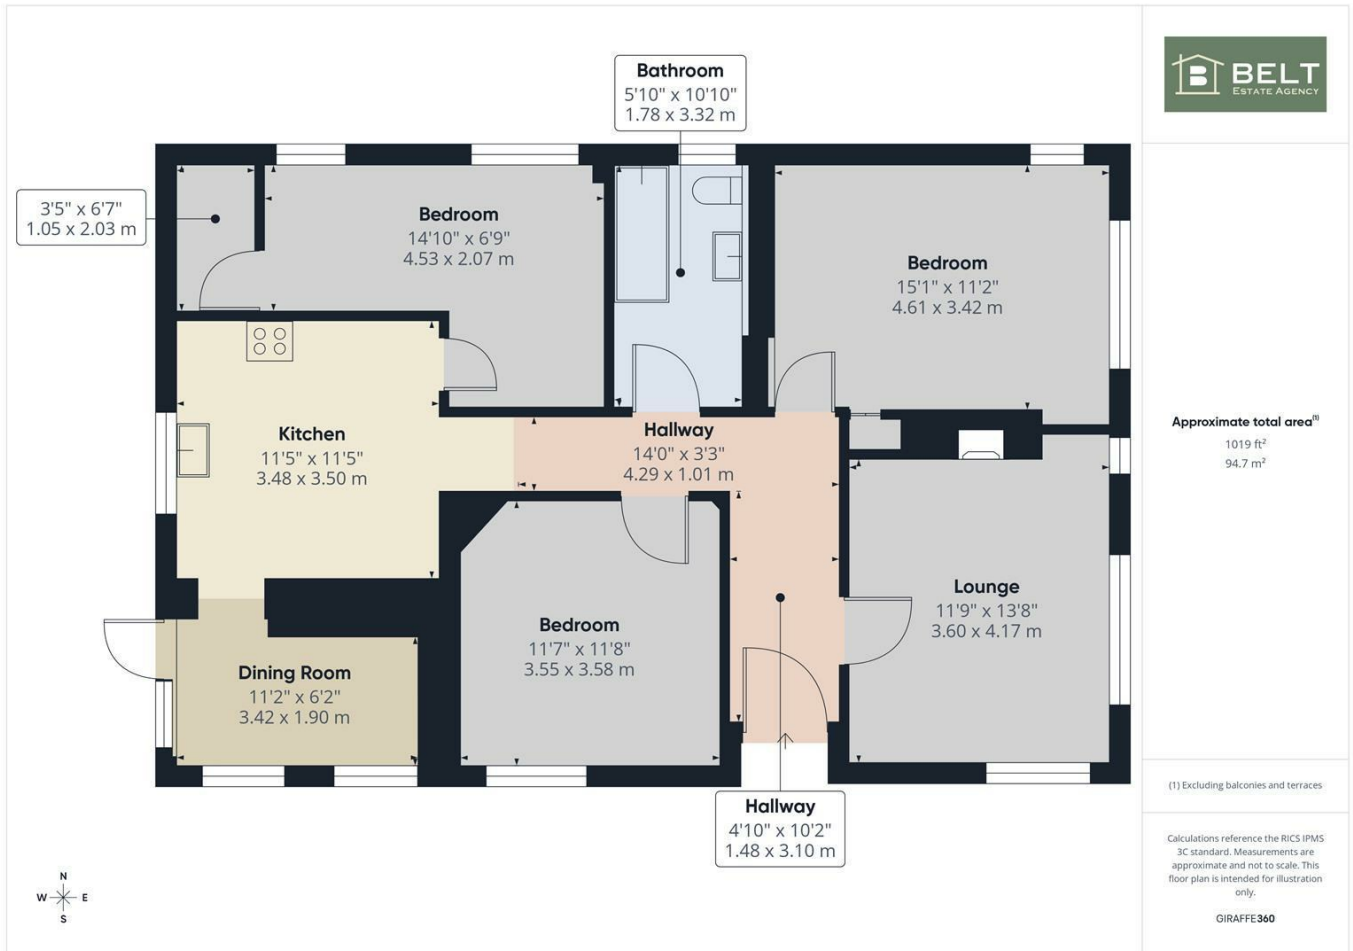 Bathroom
5'10" x 10'10"
1.78 x 3.32 m
B BELT
ESTATE AGENCY
3'5" x 6'7"
1.05 x 2.03 m
Bedroom
14'10" x 6'9"
4.53 x 2.07 m
Bedroom
15'1" x 11'2"
4.61 x 3.42 m
Kitchen
11'5" x 11'5"
3.48 x 3.50 m
Hallway
14'0" x 3'3"
4.29 x 1.01 m
Approximate total area(1)
1019 ft²
94.7 m²
Lounge
11'9" x 13'8"
3.60 x 4.17 m
Bedroom
11'7" x 11'8"
3.55 x 3.58 m
Dining Room
11'2" x 6'2"
3.42 x 1.90 m
Hallway
4'10" x 10'2"
1.48 x 3.10 m
(1) Excluding balconies and terraces
Calculations reference the RICS IPMS
3C standard. Measurements are
approximate and not to scale. This
floor plan is intended for illustration
only.
GIRAFFE360
N
W E
S